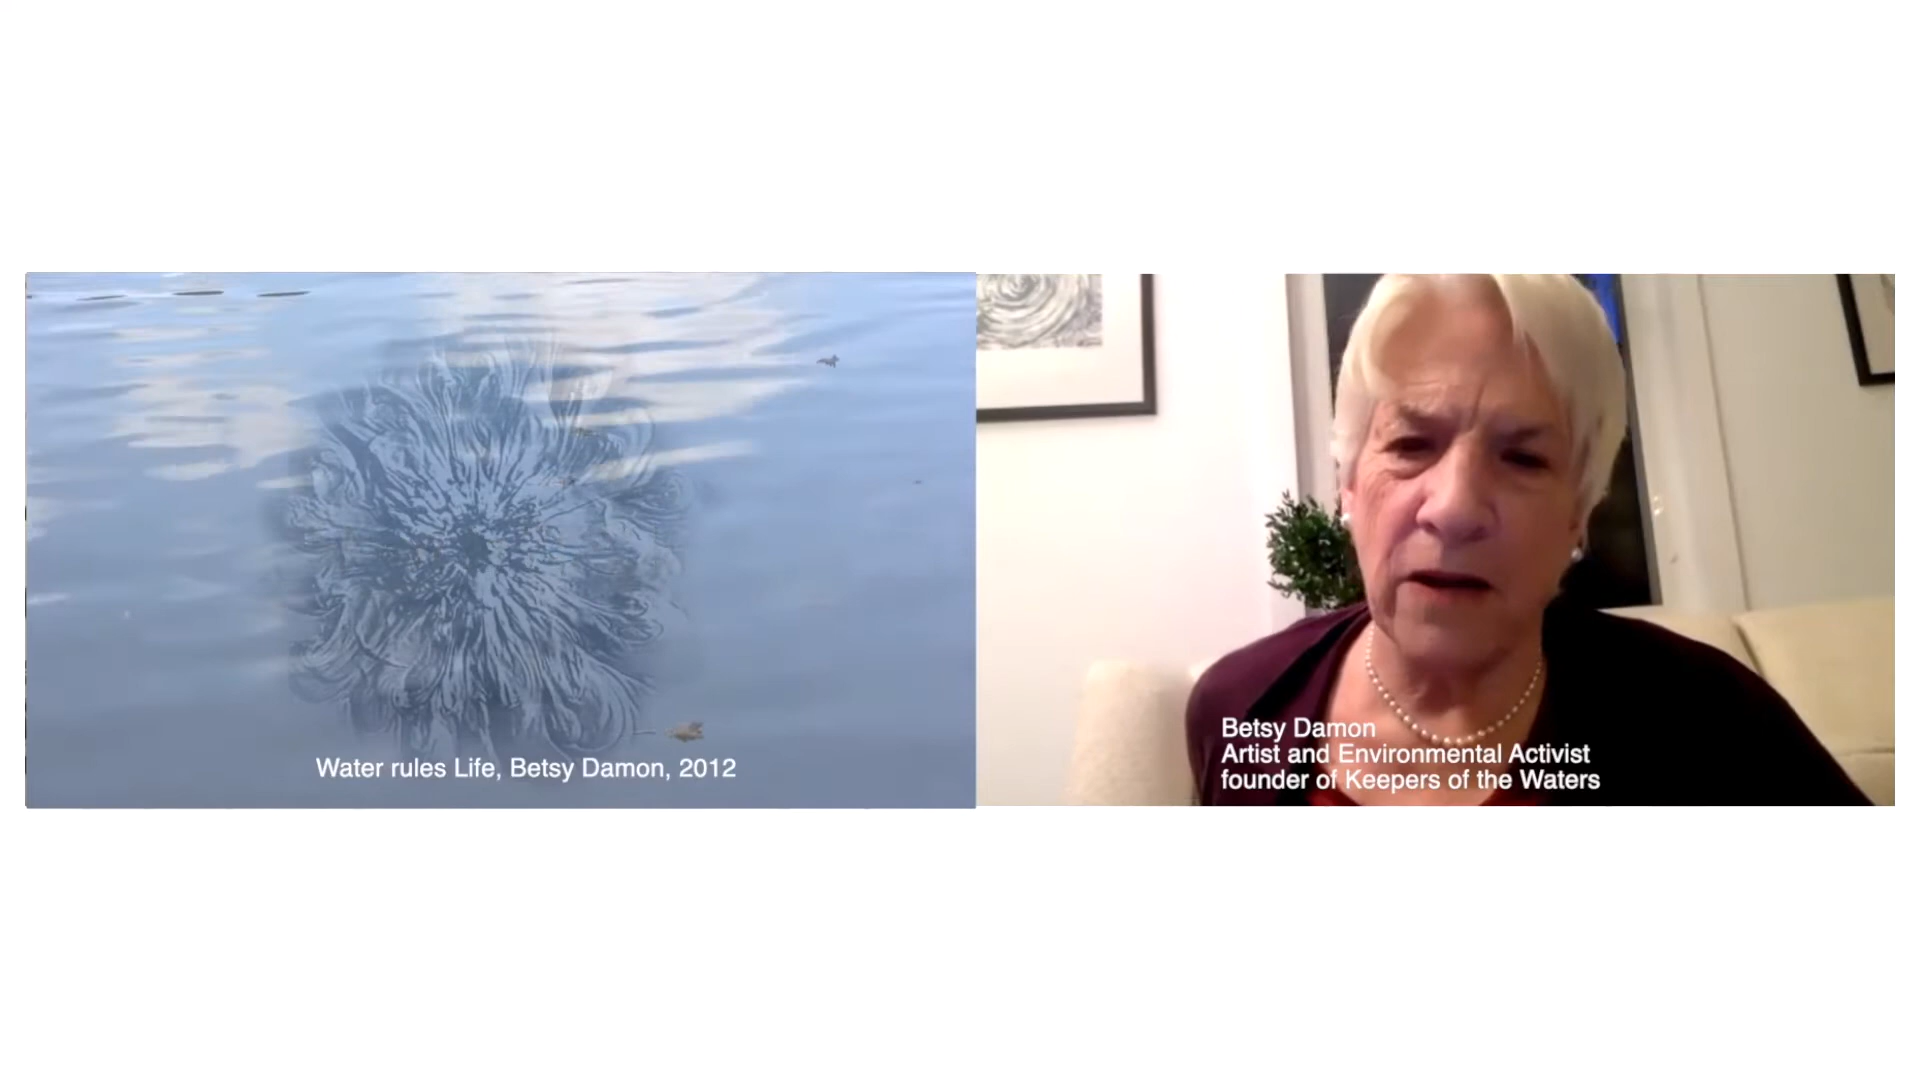 Water rules Life, Betsy Damon, 2012
Betsy Damon
Artist and Environmental Activist
founder of Keepers of the Waters